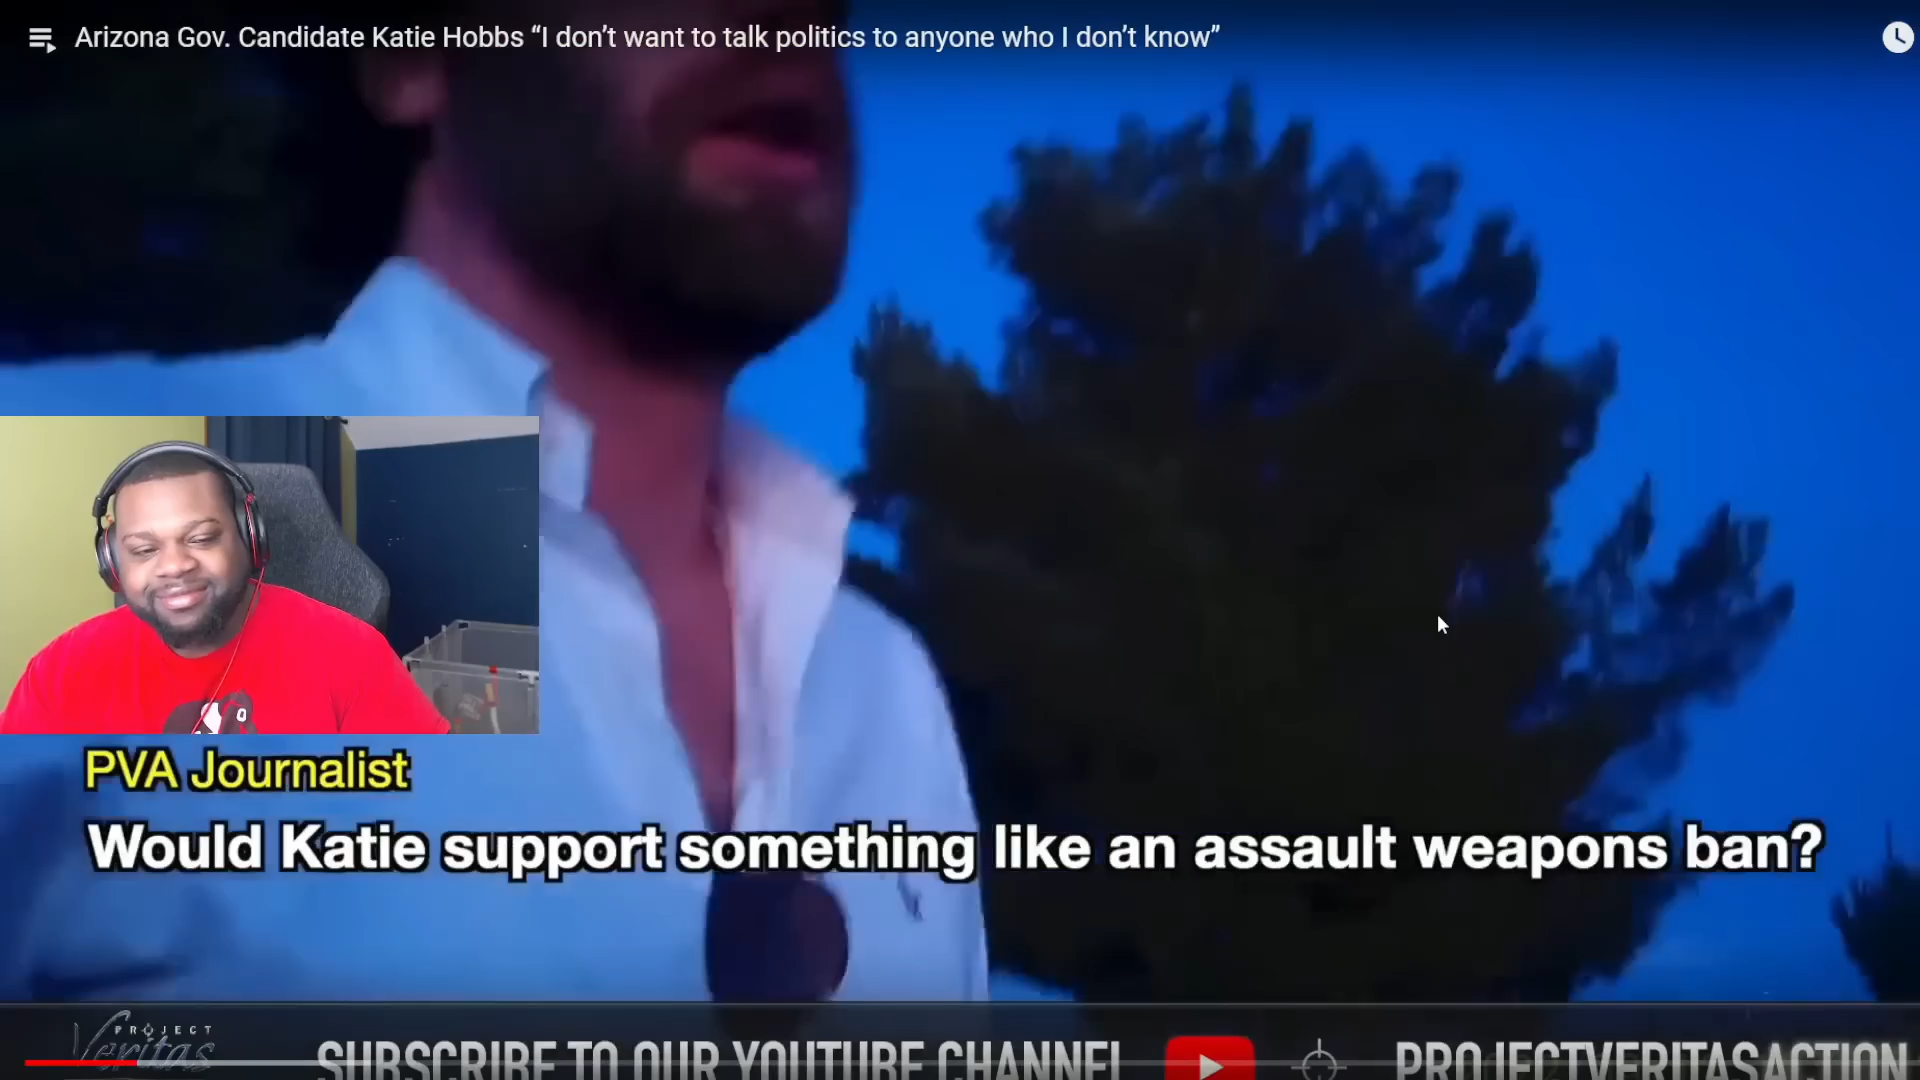 Arizona Gov. Candidate Katie Hobbs “I don’t want to talk politics to anyone who I don’t know”
PVA Journalist
Would Katie support something like an assault weapons ban?
PROJECT
Veritas
SUBSCRIBE TO OUR YOUTUBE CHANNEL
PROJECTVERITASACTION